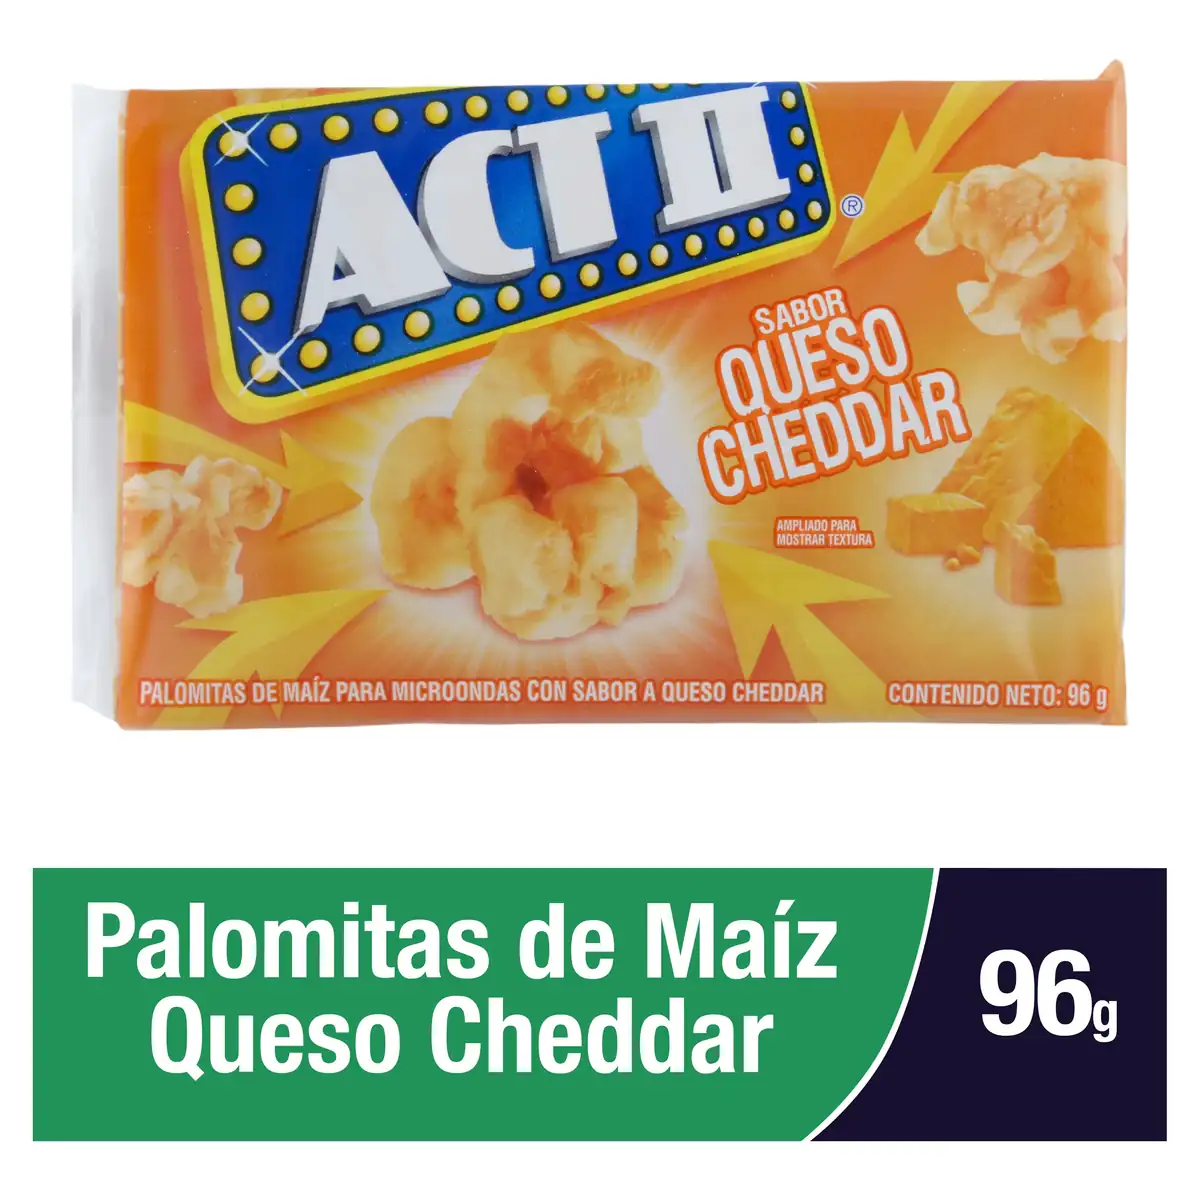 ACT II
®
SABOR
QUESO
CHEDDAR
AMPLIADO PARA
MOSTRAR TEXTURA
PALOMITAS DE MAÍZ PARA MICROONDAS CON SABOR A QUESO CHEDDAR
CONTENIDO NETO: 96 g
Palomitas de Maíz
Queso Cheddar
96g